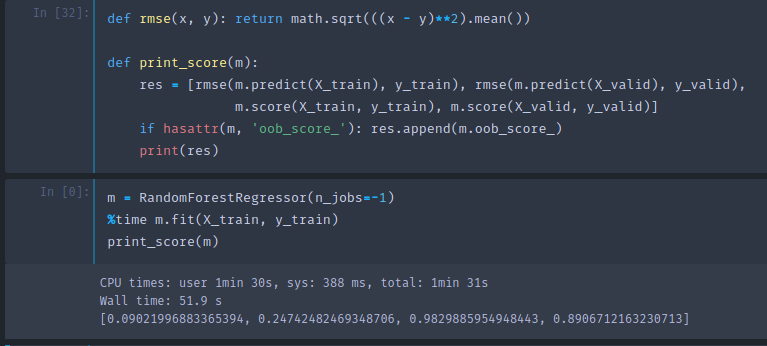 In [32]:
def rmse(x, y): return math.sqrt(((x - y)**2).mean())
def print_score(m):
res = [rmse(m.predict(X_train), y_train), rmse(m.predict(X_valid), y_valid),
m.score(X_train, y_train), m.score(X_valid, y_valid)]
if hasattr(m, 'oob_score_'): res.append(m.oob_score_)
print(res)
In [0]:
m = RandomForestRegressor(n_jobs=-1)
%time m.fit(X_train, y_train)
print_score(m)
CPU times: user 1min 30s, sys: 388 ms, total: 1min 31s
Wall time: 51.9 s
[0.09021996883365394, 0.24742482469348706, 0.9829885954948443, 0.8906712163230713]